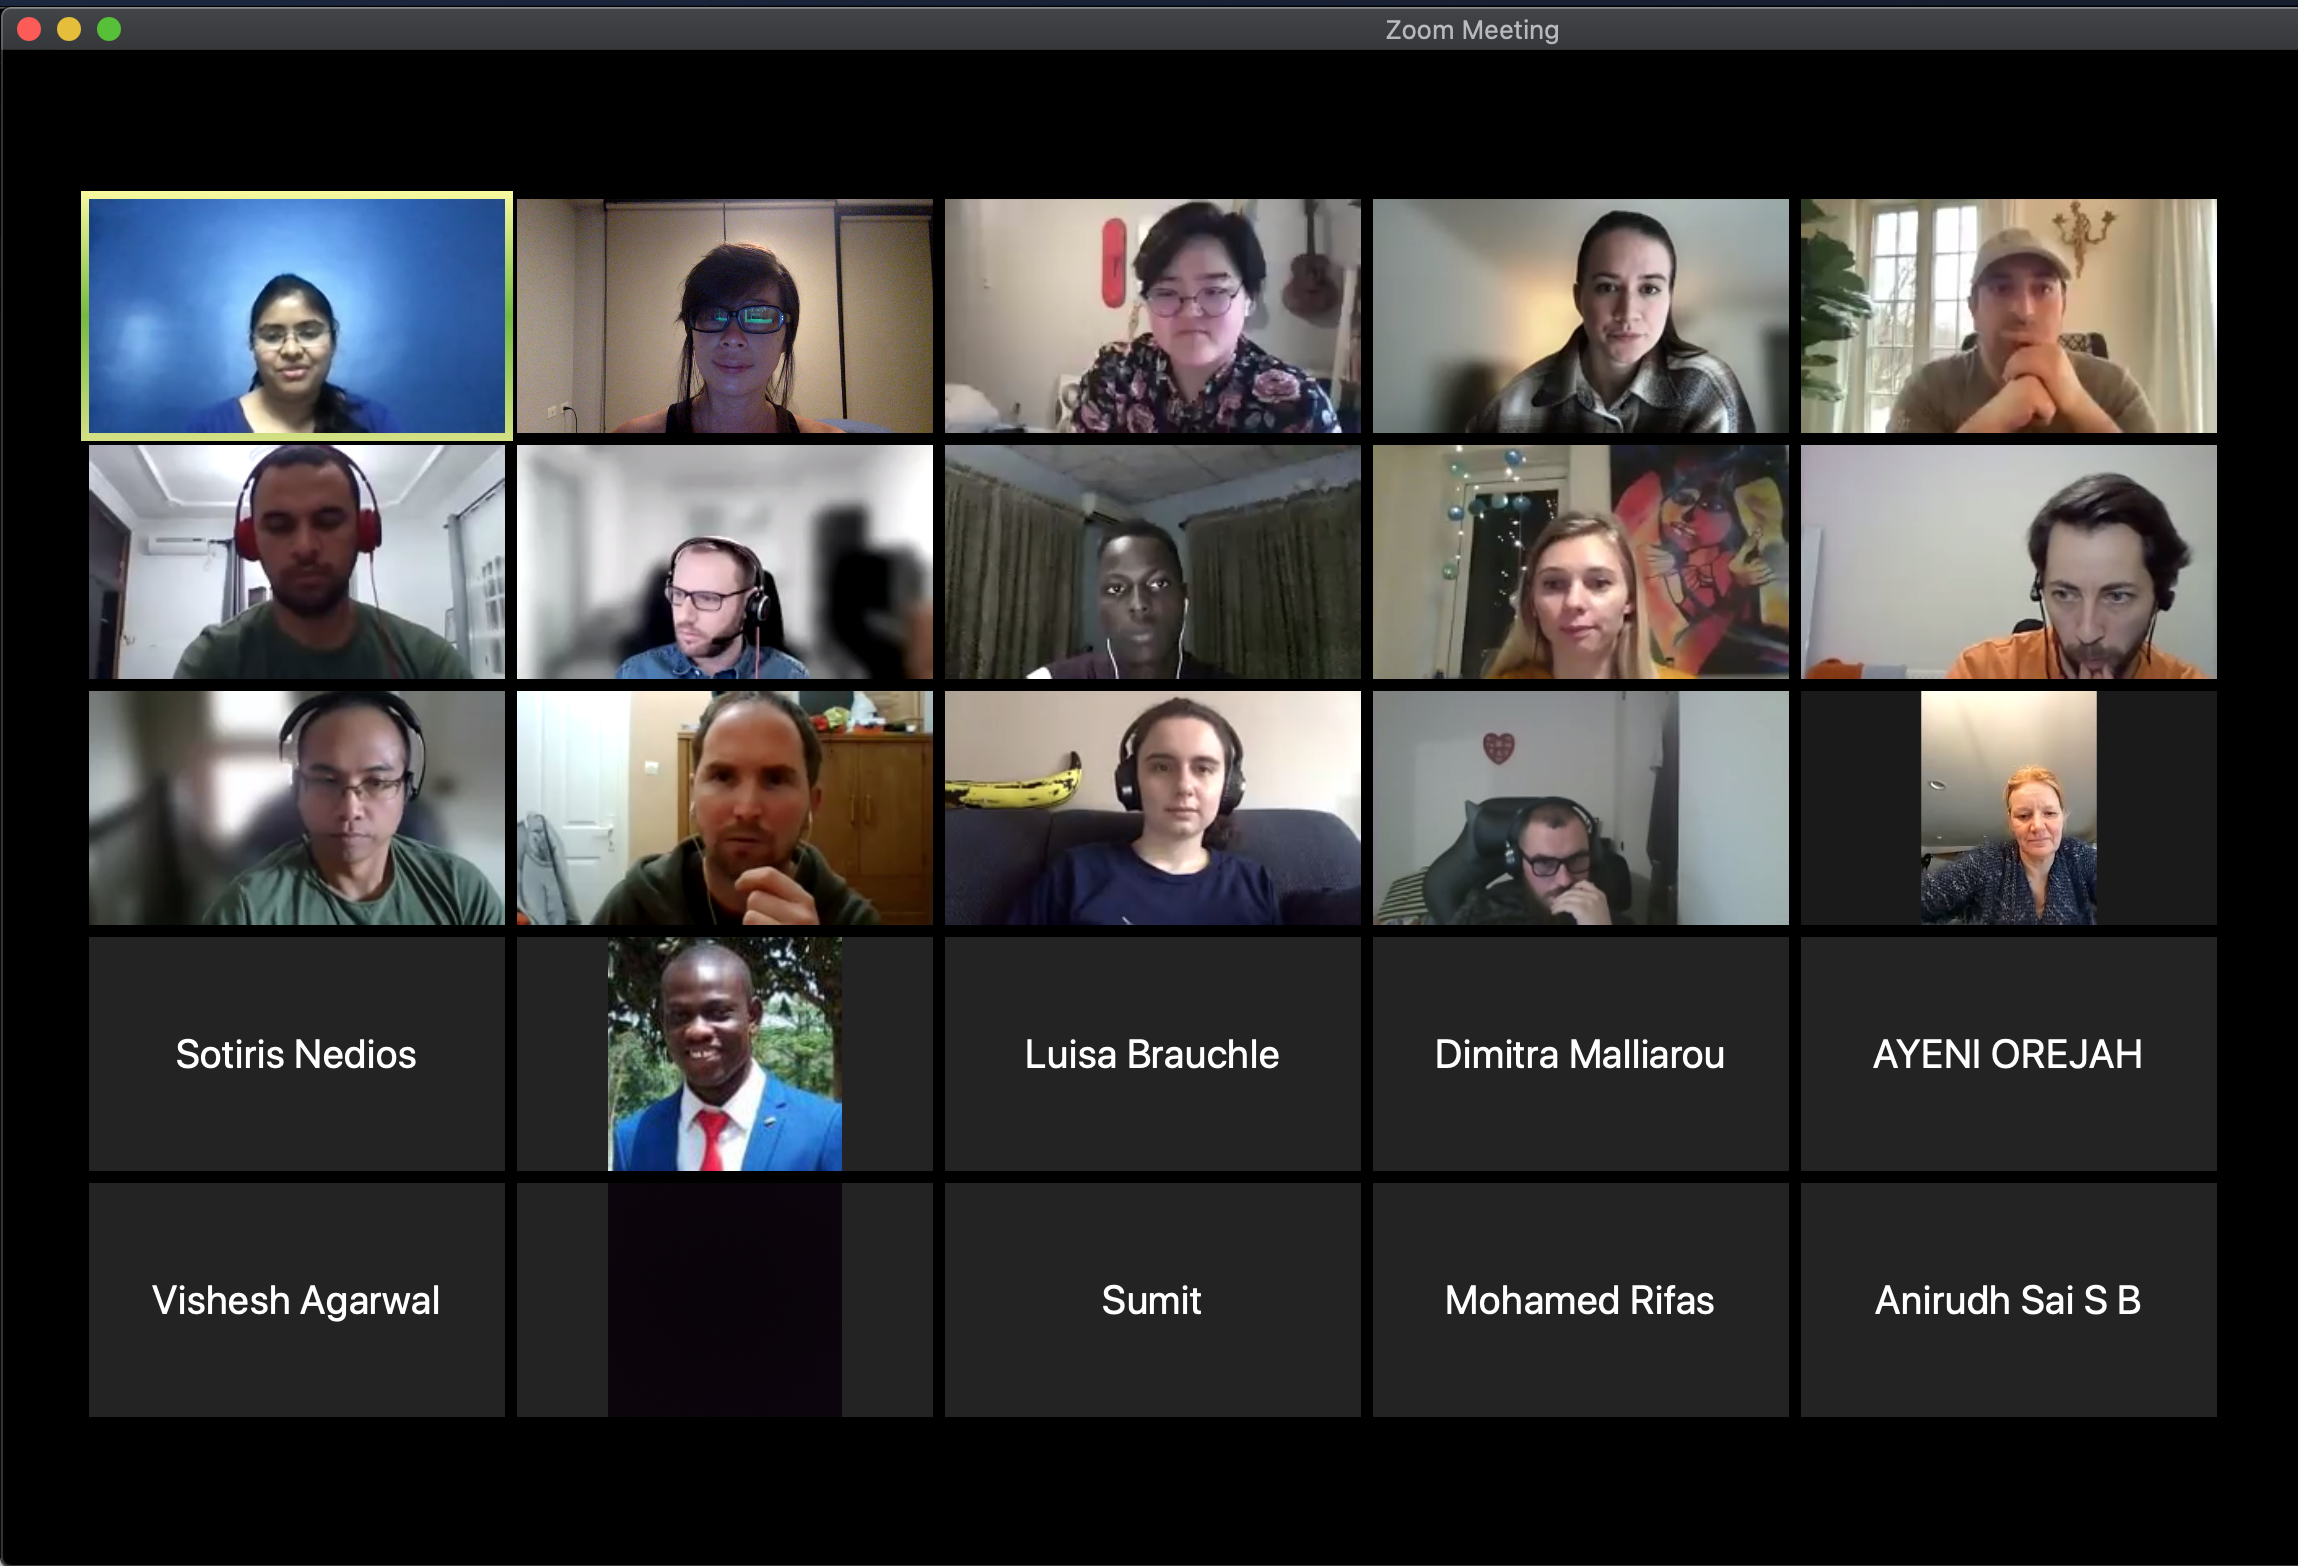 Zoom Meeting
Sotiris Nedios
Luisa Brauchle
Dimitra Malliarou
AYENI OREJAH
Vishesh Agarwal
Sumit
Mohamed Rifas
Anirudh Sai S B